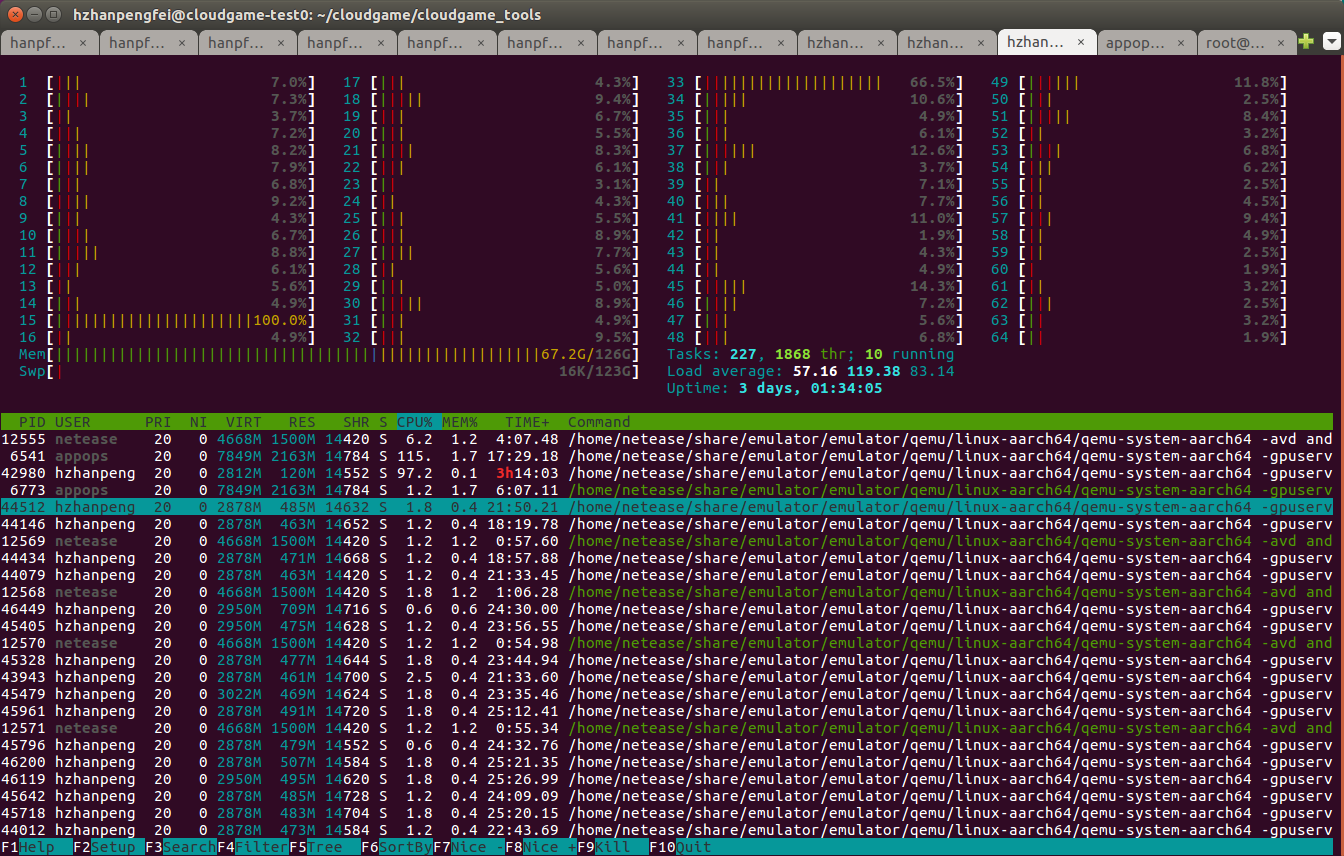 hzhanpengfei@cloudgame-test0: ~/cloudgame/cloudgame_tools
hanpf... × hanpf... × hanpf... × hanpf... × hanpf... × hanpf... × hanpf... × hanpf... × hzhan... × hzhan... × hzhan... × appop... × root@... ×
1 [||| 7.0%] 17 [||| 4.3%] 33 [|||||||||||||||||||| 66.5%] 49 [|||||| 11.8%]
2 [|||| 7.3%] 18 [||||| 9.4%] 34 [||||| 10.6%] 50 [||| 2.5%]
3 [|| 3.7%] 19 [||| 6.7%] 35 [||| 4.9%] 51 [||||| 8.4%]
4 [||| 7.2%] 20 [||| 5.5%] 36 [||| 6.1%] 52 [|| 3.2%]
5 [|||| 8.2%] 21 [|||| 8.3%] 37 [|||||| 12.6%] 53 [|||| 6.8%]
6 [|||| 7.9%] 22 [||| 6.1%] 38 [||| 3.7%] 54 [||| 6.2%]
7 [||| 6.8%] 23 [|| 3.1%] 39 [|| 7.1%] 55 [|| 2.5%]
8 [|||| 9.2%] 24 [|| 4.3%] 40 [||| 7.7%] 56 [|| 4.5%]
9 [||| 4.3%] 25 [||| 5.5%] 41 [|||| 11.0%] 57 [||| 9.4%]
10 [|||| 6.7%] 26 [||| 8.9%] 42 [|| 1.9%] 58 [|| 4.9%]
11 [||||| 8.8%] 27 [|||| 7.7%] 43 [|| 4.3%] 59 [|| 2.5%]
12 [||| 6.1%] 28 [|| 5.6%] 44 [|| 4.9%] 60 [| 1.9%]
13 [|| 5.6%] 29 [||| 5.0%] 45 [||||| 14.3%] 61 [|| 3.2%]
14 [||| 4.9%] 30 [||||| 8.9%] 46 [|||| 7.2%] 62 [||| 2.5%]
15 [||||||||||||||||||||||100.0%] 31 [||| 4.9%] 47 [||| 5.6%] 63 [|| 3.2%]
16 [|| 4.9%] 32 [||| 9.5%] 48 [||| 6.8%] 64 [|| 1.9%]
Mem[||||||||||||||||||||||||||||||||||||||||||||||||||||||67.2G/126G] Tasks: 227, 1868 thr; 10 running
Swp[| 16K/123G] Load average: 57.16 119.38 83.14
Uptime: 3 days, 01:34:05
PID USER PRI NI VIRT RES SHR S CPU% MEM% TIME+ Command
12555 netease 20 0 4668M 1500M 14420 S 6.2 1.2 4:07.48 /home/netease/share/emulator/emulator/qemu/linux-aarch64/qemu-system-aarch64 -avd and
6541 appops 20 0 7849M 2163M 14784 S 115. 1.7 17:29.18 /home/netease/share/emulator/emulator/qemu/linux-aarch64/qemu-system-aarch64 -gpuserv
42980 hzhanpeng 20 0 2812M 120M 14552 S 97.2 0.1 3h14:03 /home/netease/share/emulator/emulator/qemu/linux-aarch64/qemu-system-aarch64 -gpuserv
6773 appops 20 0 7849M 2163M 14784 S 1.2 1.7 6:07.11 /home/netease/share/emulator/emulator/qemu/linux-aarch64/qemu-system-aarch64 -gpuserv
44512 hzhanpeng 20 0 2878M 485M 14632 S 1.8 0.4 21:50.21 /home/netease/share/emulator/emulator/qemu/linux-aarch64/qemu-system-aarch64 -gpuserv
44146 hzhanpeng 20 0 2878M 463M 14652 S 1.2 0.4 18:19.78 /home/netease/share/emulator/emulator/qemu/linux-aarch64/qemu-system-aarch64 -gpuserv
12569 netease 20 0 4668M 1500M 14420 S 1.2 1.2 0:57.60 /home/netease/share/emulator/emulator/qemu/linux-aarch64/qemu-system-aarch64 -avd and
44434 hzhanpeng 20 0 2878M 471M 14668 S 1.2 0.4 18:57.88 /home/netease/share/emulator/emulator/qemu/linux-aarch64/qemu-system-aarch64 -gpuserv
44079 hzhanpeng 20 0 2878M 463M 14420 S 1.2 0.4 21:33.45 /home/netease/share/emulator/emulator/qemu/linux-aarch64/qemu-system-aarch64 -gpuserv
12568 netease 20 0 4668M 1500M 14420 S 1.8 1.2 1:06.28 /home/netease/share/emulator/emulator/qemu/linux-aarch64/qemu-system-aarch64 -avd and
46449 hzhanpeng 20 0 2950M 709M 14716 S 0.6 0.6 24:30.00 /home/netease/share/emulator/emulator/qemu/linux-aarch64/qemu-system-aarch64 -gpuserv
45405 hzhanpeng 20 0 2950M 475M 14628 S 1.2 0.4 23:56.55 /home/netease/share/emulator/emulator/qemu/linux-aarch64/qemu-system-aarch64 -gpuserv
12570 netease 20 0 4668M 1500M 14420 S 1.2 1.2 0:54.98 /home/netease/share/emulator/emulator/qemu/linux-aarch64/qemu-system-aarch64 -avd and
45328 hzhanpeng 20 0 2878M 477M 14644 S 1.8 0.4 23:44.94 /home/netease/share/emulator/emulator/qemu/linux-aarch64/qemu-system-aarch64 -gpuserv
43943 hzhanpeng 20 0 2878M 461M 14700 S 2.5 0.4 21:33.60 /home/netease/share/emulator/emulator/qemu/linux-aarch64/qemu-system-aarch64 -gpuserv
45479 hzhanpeng 20 0 3022M 469M 14624 S 1.8 0.4 23:35.46 /home/netease/share/emulator/emulator/qemu/linux-aarch64/qemu-system-aarch64 -gpuserv
45961 hzhanpeng 20 0 2878M 491M 14720 S 1.8 0.4 25:12.41 /home/netease/share/emulator/emulator/qemu/linux-aarch64/qemu-system-aarch64 -gpuserv
12571 netease 20 0 4668M 1500M 14420 S 1.2 1.2 0:55.34 /home/netease/share/emulator/emulator/qemu/linux-aarch64/qemu-system-aarch64 -avd and
45796 hzhanpeng 20 0 2878M 479M 14552 S 0.6 0.4 24:32.76 /home/netease/share/emulator/emulator/qemu/linux-aarch64/qemu-system-aarch64 -gpuserv
46200 hzhanpeng 20 0 2878M 507M 14584 S 1.8 0.4 25:21.35 /home/netease/share/emulator/emulator/qemu/linux-aarch64/qemu-system-aarch64 -gpuserv
46119 hzhanpeng 20 0 2950M 495M 14620 S 1.8 0.4 25:26.99 /home/netease/share/emulator/emulator/qemu/linux-aarch64/qemu-system-aarch64 -gpuserv
45642 hzhanpeng 20 0 2878M 485M 14728 S 1.2 0.4 24:09.09 /home/netease/share/emulator/emulator/qemu/linux-aarch64/qemu-system-aarch64 -gpuserv
45718 hzhanpeng 20 0 2878M 483M 14704 S 1.8 0.4 25:20.15 /home/netease/share/emulator/emulator/qemu/linux-aarch64/qemu-system-aarch64 -gpuserv
44012 hzhanpeng 20 0 2878M 473M 14584 S 1.2 0.4 22:43.69 /home/netease/share/emulator/emulator/qemu/linux-aarch64/qemu-system-aarch64 -gpuserv
F1Help F2Setup F3SearchF4FilterF5Tree F6SortByF7Nice -F8Nice +F9Kill F10Quit